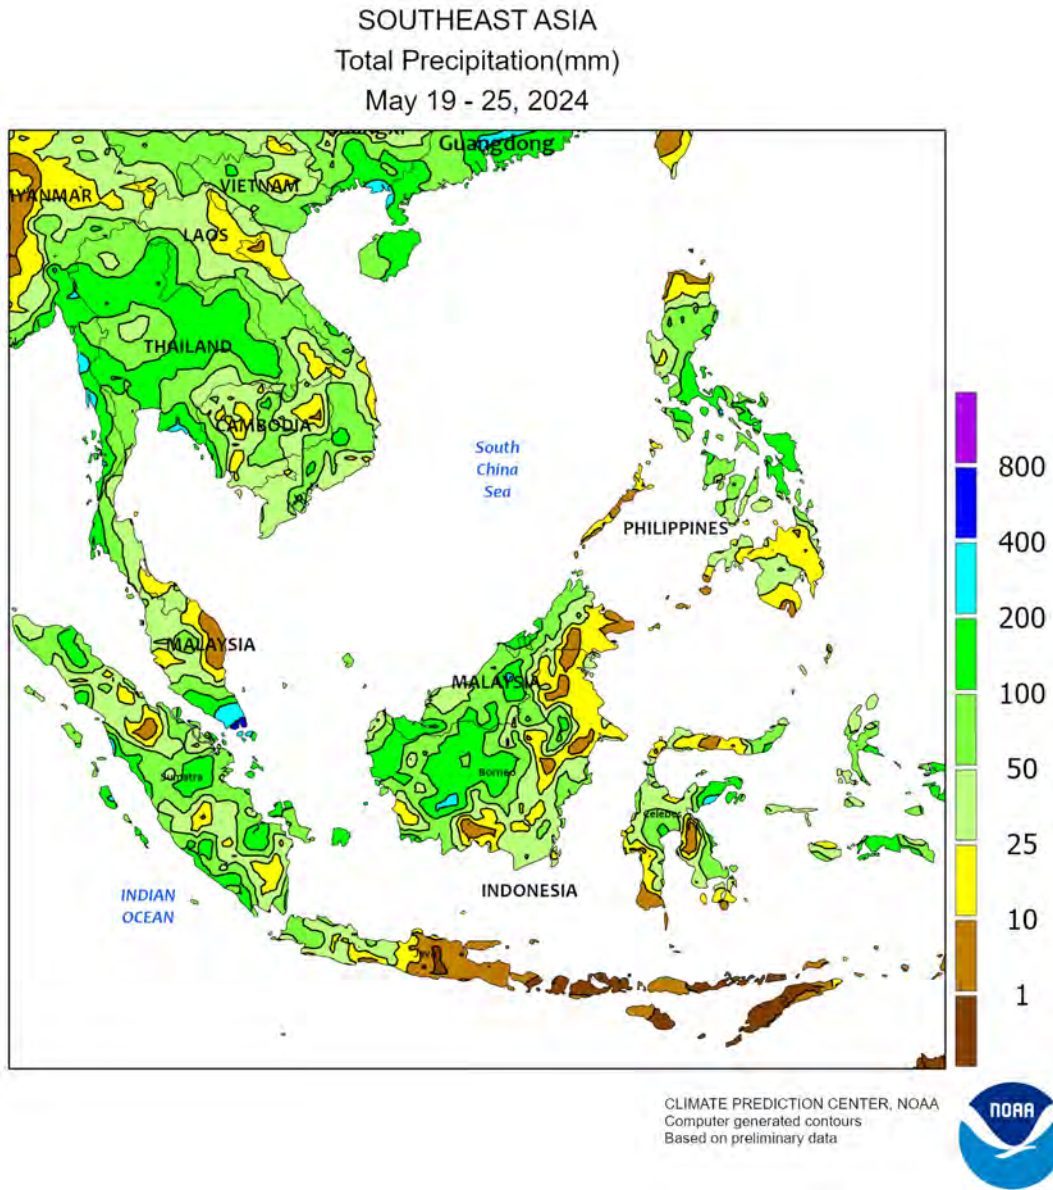 SOUTHEAST ASIA
Total Precipitation(mm)
May 19 - 25, 2024
Guangdong
MYANMAR
VIETNAM
LAOS
THAILAND
CAMBODIA
South
China
Sea
PHILIPPINES
MALAYSIA
MALAYSIA
Sumatra
Borneo
Celebes
INDIAN
OCEAN
INDONESIA
800
400
200
100
50
25
10
1
CLIMATE PREDICTION CENTER, NOAA
Computer generated contours
Based on preliminary data
NOAA